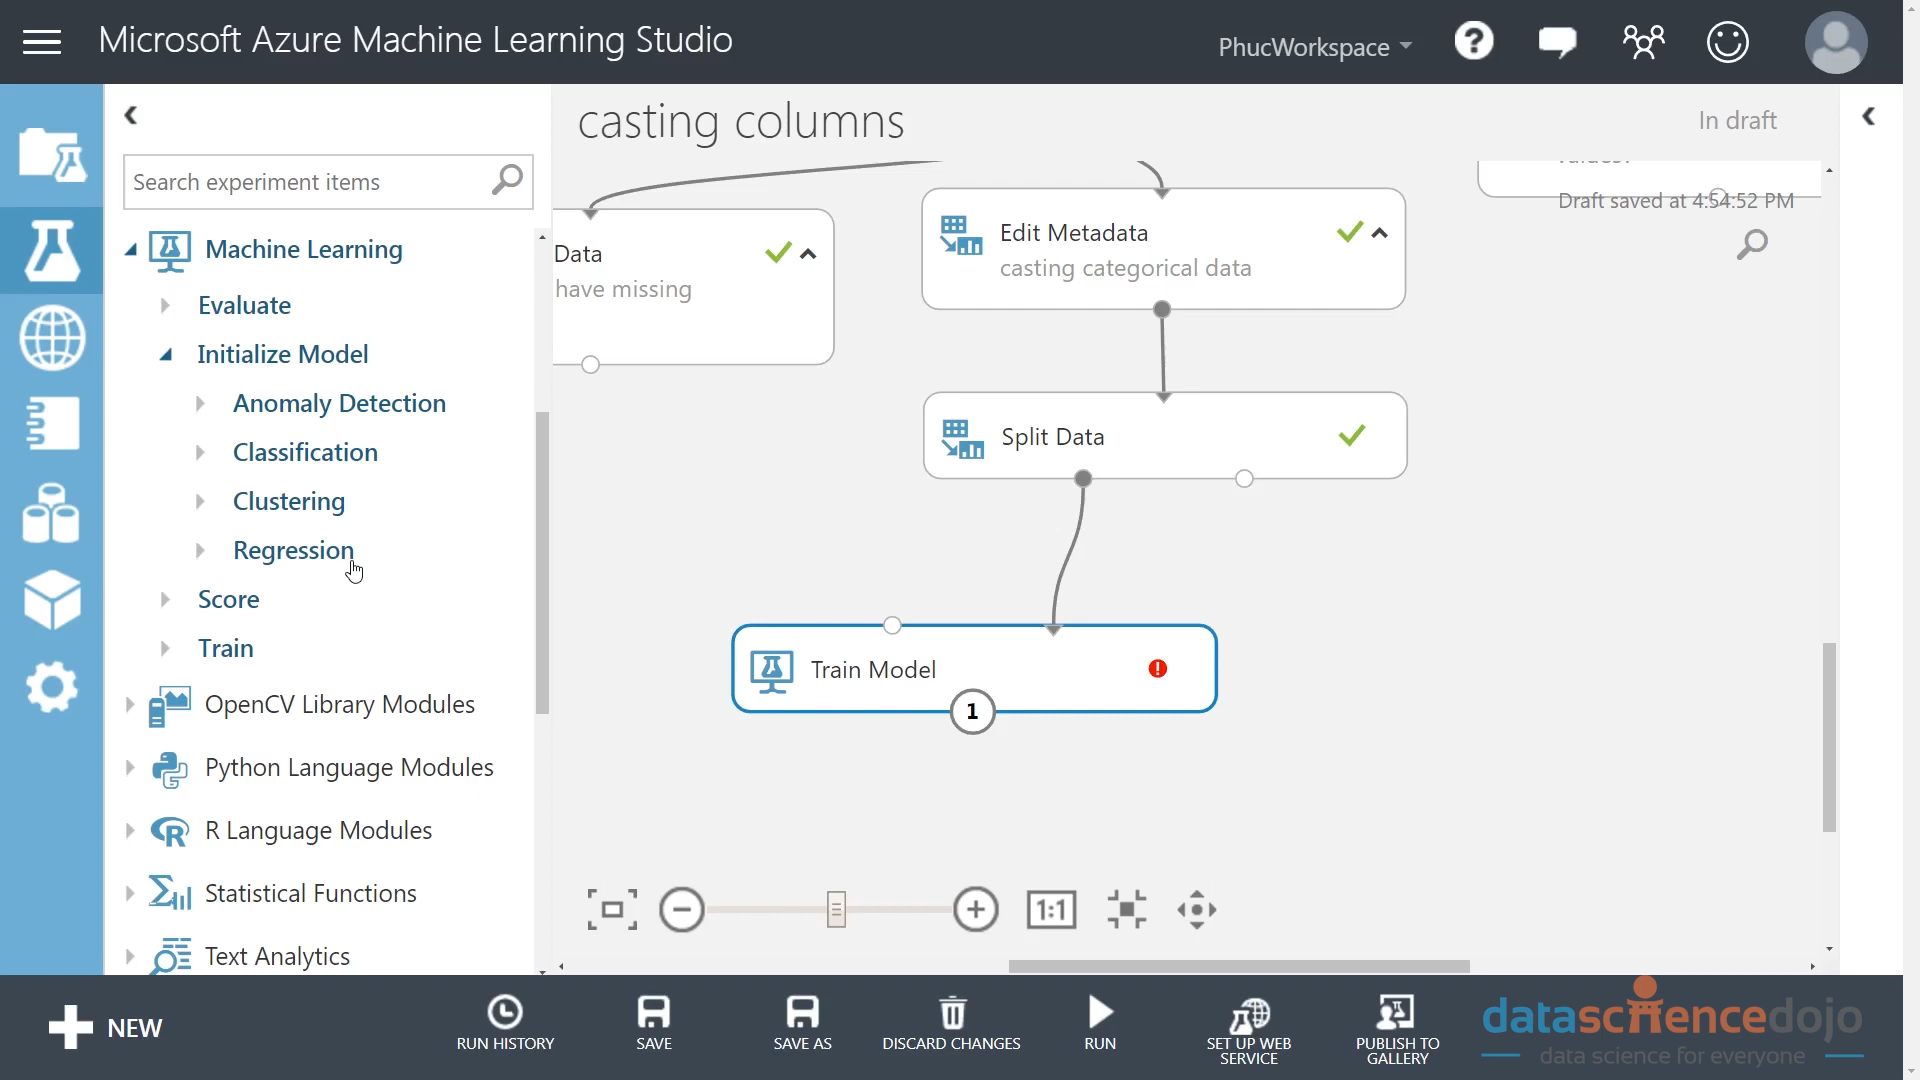 Microsoft Azure Machine Learning Studio
PhucWorkspace
?
casting columns
In draft
Search experiment items
Draft saved at 4:54:52 PM
Machine Learning
Evaluate
Initialize Model
Anomaly Detection
Classification
Clustering
Regression
Score
Train
OpenCV Library Modules
Python Language Modules
R Language Modules
Statistical Functions
Text Analytics
Data
have missing
Edit Metadata
casting categorical data
Split Data
Train Model
!
1
1:1
NEW
RUN HISTORY
SAVE
SAVE AS
DISCARD CHANGES
RUN
SET UP WEB
SERVICE
PUBLISH TO
GALLERY
datasciencedojo
data science for everyone